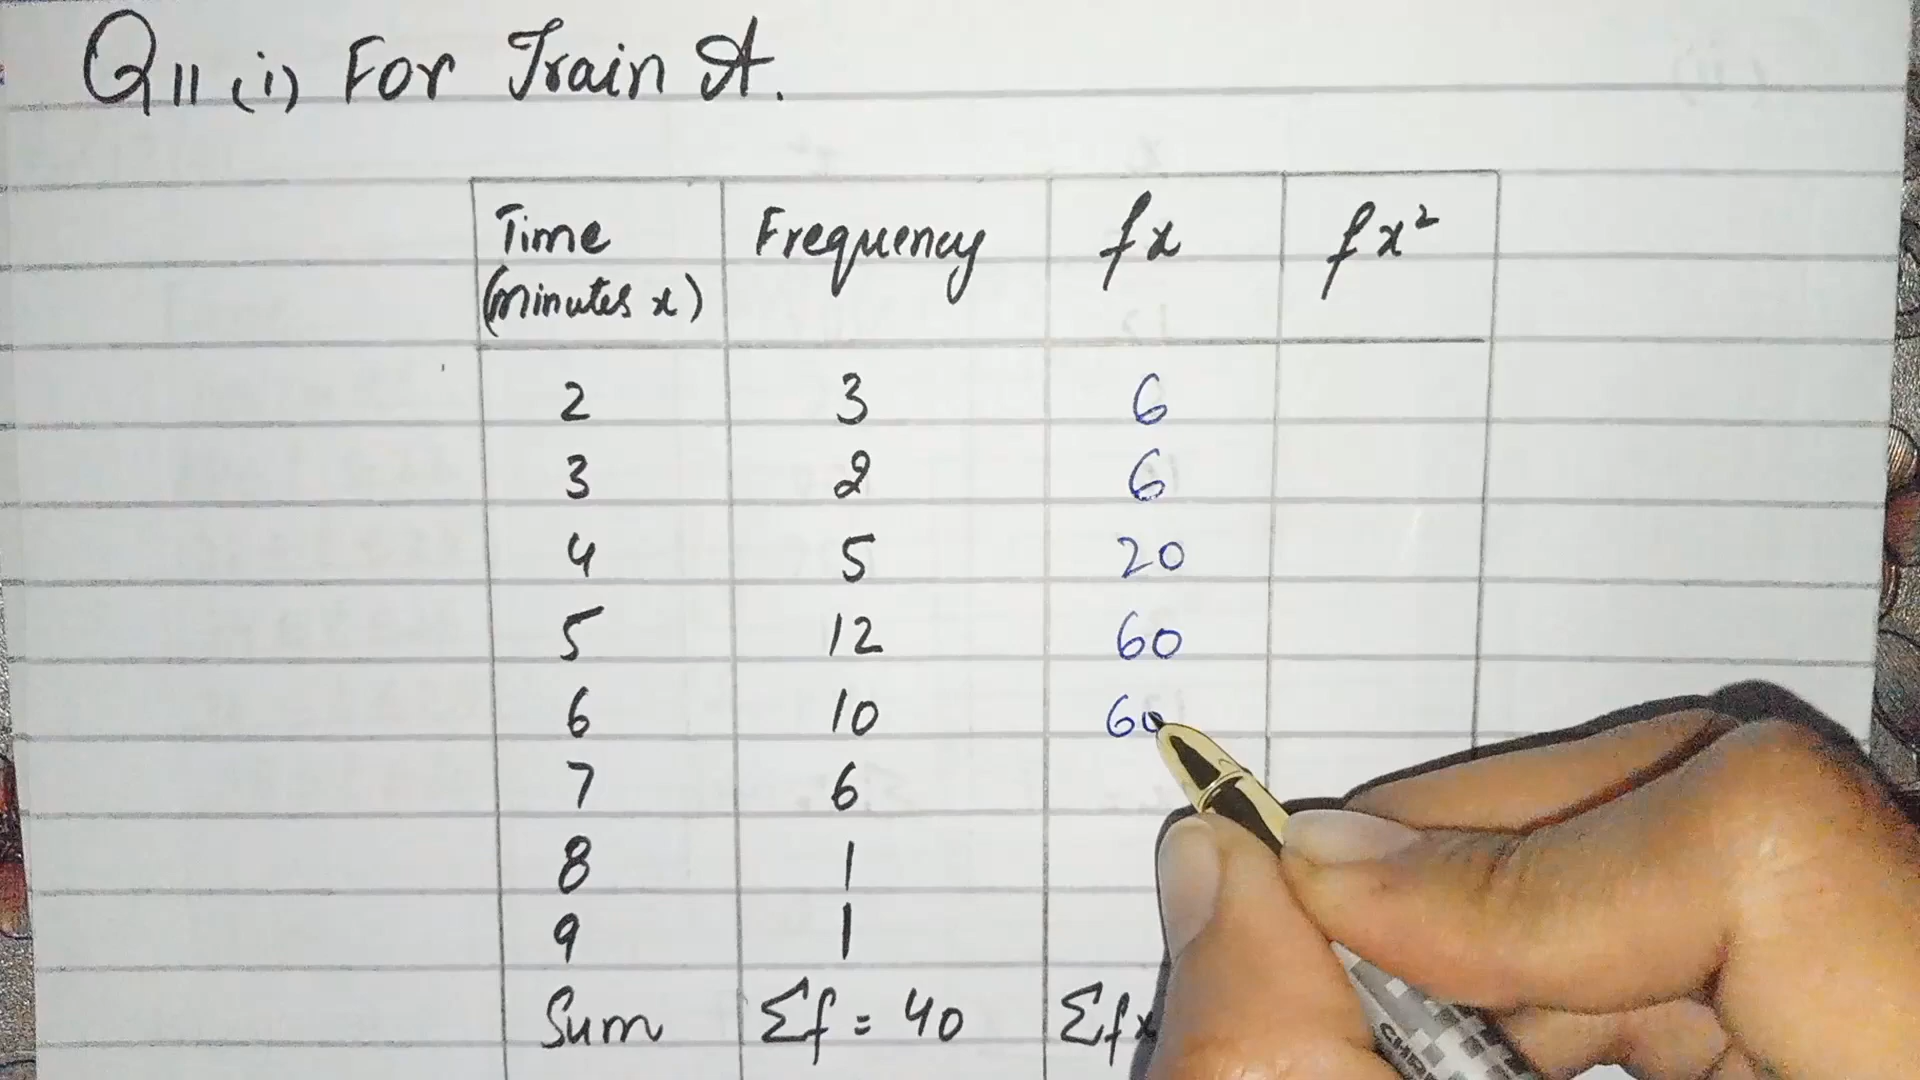 Q11 (i) For Train A.
Time (minutes x) Frequency fx fx²
2 3 6
3 2 6
4 5 20
5 12 60
6 10 60
7 6
8 1
9 1
Sum Σf = 40 Σfx